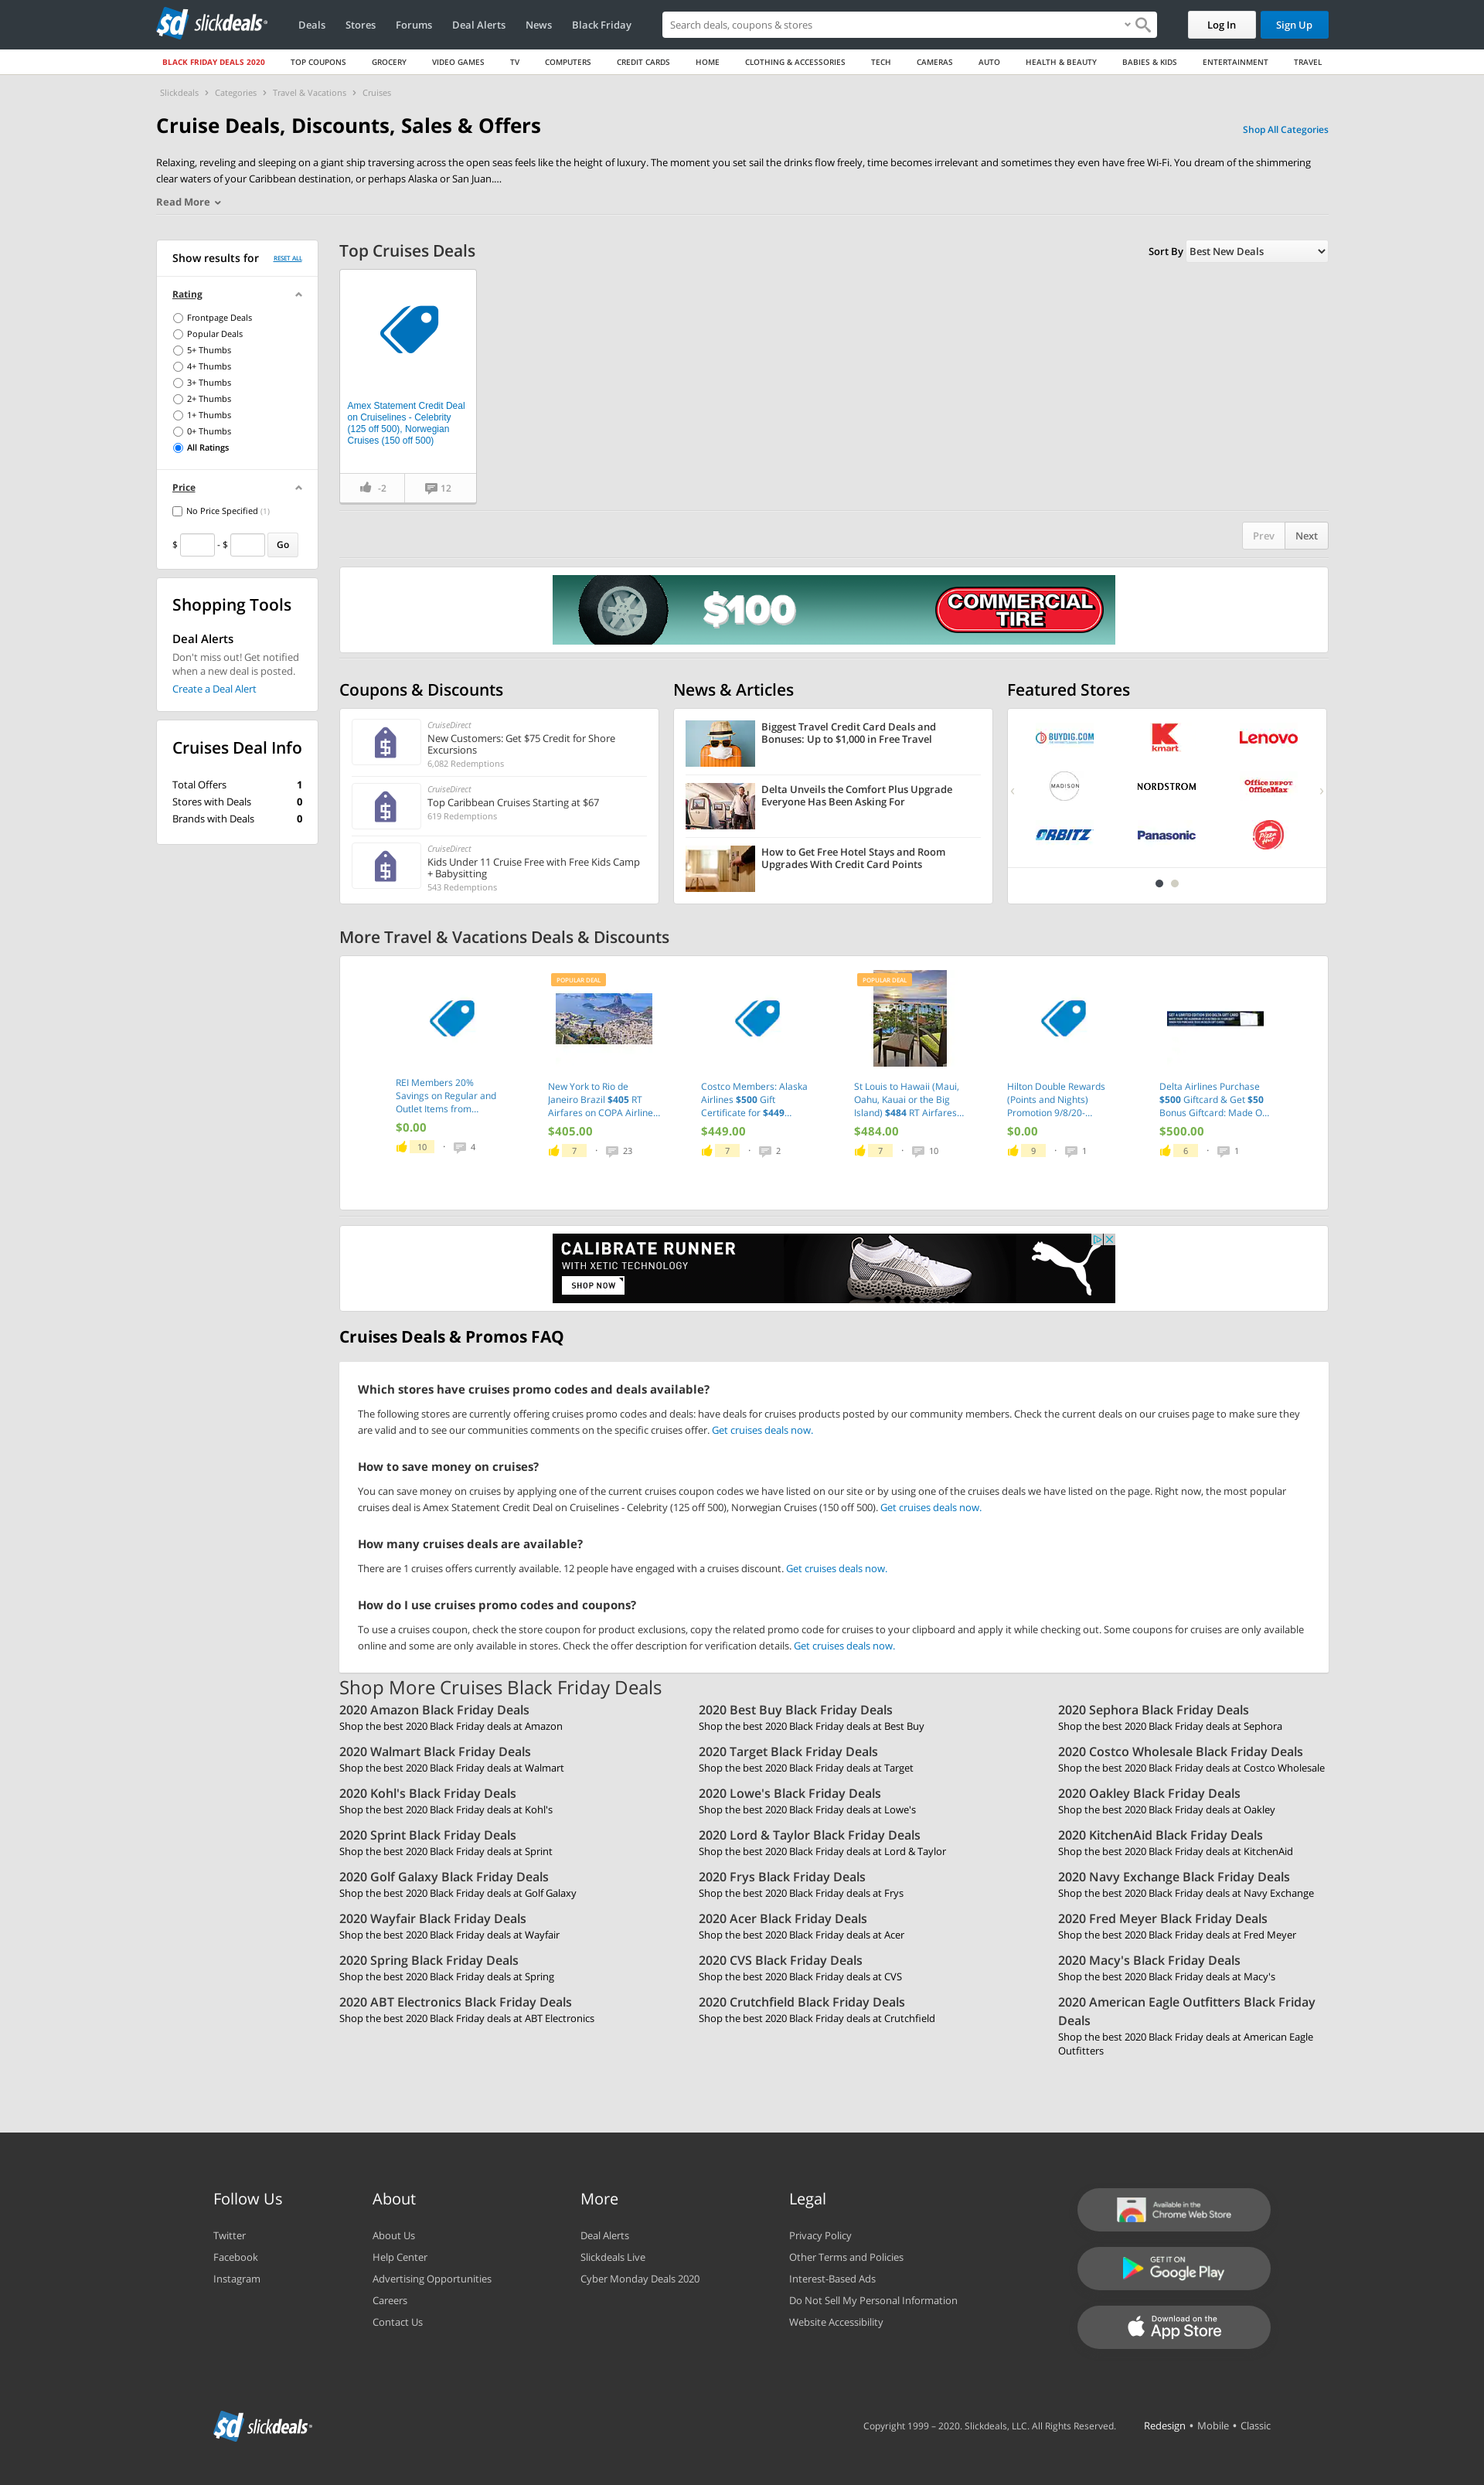 slickdeals
Deals Stores Forums Deal Alerts News Black Friday
Search deals, coupons & stores
Log In
Sign Up
BLACK FRIDAY DEALS 2020 TOP COUPONS GROCERY VIDEO GAMES TV COMPUTERS CREDIT CARDS HOME CLOTHING & ACCESSORIES TECH CAMERAS AUTO HEALTH & BEAUTY BABIES & KIDS ENTERTAINMENT TRAVEL
Slickdeals › Categories › Travel & Vacations › Cruises
Cruise Deals, Discounts, Sales & Offers
Shop All Categories
Relaxing, reveling and sleeping on a giant ship traversing across the open seas feels like the height of luxury. The moment you set sail the drinks flow freely, time becomes irrelevant and sometimes they even have free Wi-Fi. You dream of the shimmering
clear waters of your Caribbean destination, or perhaps Alaska or San Juan....
Read More
Show results for RESET ALL
Rating
Frontpage Deals
Popular Deals
5+ Thumbs
4+ Thumbs
3+ Thumbs
2+ Thumbs
1+ Thumbs
0+ Thumbs
All Ratings
Price
No Price Specified (1)
$ - $ Go
Shopping Tools
Deal Alerts
Don't miss out! Get notified
when a new deal is posted.
Create a Deal Alert
Cruises Deal Info
Total Offers 1
Stores with Deals 0
Brands with Deals 0
Top Cruises Deals
Sort By Best New Deals
Amex Statement Credit Deal
on Cruiselines - Celebrity
(125 off 500), Norwegian
Cruises (150 off 500)
-2 12
Prev Next
$100
COMMERCIAL
TIRE
Coupons & Discounts
CruiseDirect
New Customers: Get $75 Credit for Shore
Excursions
6,082 Redemptions
CruiseDirect
Top Caribbean Cruises Starting at $67
619 Redemptions
CruiseDirect
Kids Under 11 Cruise Free with Free Kids Camp
+ Babysitting
543 Redemptions
News & Articles
Biggest Travel Credit Card Deals and
Bonuses: Up to $1,000 in Free Travel
Delta Unveils the Comfort Plus Upgrade
Everyone Has Been Asking For
How to Get Free Hotel Stays and Room
Upgrades With Credit Card Points
Featured Stores
BUYDIG.COM
kmart
Lenovo
MADISON
NORDSTROM
Office DEPOT
OfficeMax
ORBITZ
Panasonic
Pizza Hut
More Travel & Vacations Deals & Discounts
REI Members 20%
Savings on Regular and
Outlet Items from...
$0.00
10 · 4
POPULAR DEAL
New York to Rio de
Janeiro Brazil $405 RT
Airfares on COPA Airline...
$405.00
7 · 23
Costco Members: Alaska
Airlines $500 Gift
Certificate for $449...
$449.00
7 · 2
POPULAR DEAL
St Louis to Hawaii (Maui,
Oahu, Kauai or the Big
Island) $484 RT Airfares...
$484.00
7 · 10
Hilton Double Rewards
(Points and Nights)
Promotion 9/8/20-...
$0.00
9 · 1
Delta Airlines Purchase
$500 Giftcard & Get $50
Bonus Giftcard: Made O...
$500.00
6 · 1
CALIBRATE RUNNER
WITH XETIC TECHNOLOGY
SHOP NOW
Cruises Deals & Promos FAQ
Which stores have cruises promo codes and deals available?
The following stores are currently offering cruises promo codes and deals: have deals for cruises products posted by our community members. Check the current deals on our cruises page to make sure they
are valid and to see our communities comments on the specific cruises offer. Get cruises deals now.
How to save money on cruises?
You can save money on cruises by applying one of the current cruises coupon codes we have listed on our site or by using one of the cruises deals we have listed on the page. Right now, the most popular
cruises deal is Amex Statement Credit Deal on Cruiselines - Celebrity (125 off 500), Norwegian Cruises (150 off 500). Get cruises deals now.
How many cruises deals are available?
There are 1 cruises offers currently available. 12 people have engaged with a cruises discount. Get cruises deals now.
How do I use cruises promo codes and coupons?
To use a cruises coupon, check the store coupon for product exclusions, copy the related promo code for cruises to your clipboard and apply it while checking out. Some coupons for cruises are only available
online and some are only available in stores. Check the offer description for verification details. Get cruises deals now.
Shop More Cruises Black Friday Deals
2020 Amazon Black Friday Deals
Shop the best 2020 Black Friday deals at Amazon
2020 Best Buy Black Friday Deals
Shop the best 2020 Black Friday deals at Best Buy
2020 Sephora Black Friday Deals
Shop the best 2020 Black Friday deals at Sephora
2020 Walmart Black Friday Deals
Shop the best 2020 Black Friday deals at Walmart
2020 Target Black Friday Deals
Shop the best 2020 Black Friday deals at Target
2020 Costco Wholesale Black Friday Deals
Shop the best 2020 Black Friday deals at Costco Wholesale
2020 Kohl's Black Friday Deals
Shop the best 2020 Black Friday deals at Kohl's
2020 Lowe's Black Friday Deals
Shop the best 2020 Black Friday deals at Lowe's
2020 Oakley Black Friday Deals
Shop the best 2020 Black Friday deals at Oakley
2020 Sprint Black Friday Deals
Shop the best 2020 Black Friday deals at Sprint
2020 Lord & Taylor Black Friday Deals
Shop the best 2020 Black Friday deals at Lord & Taylor
2020 KitchenAid Black Friday Deals
Shop the best 2020 Black Friday deals at KitchenAid
2020 Golf Galaxy Black Friday Deals
Shop the best 2020 Black Friday deals at Golf Galaxy
2020 Frys Black Friday Deals
Shop the best 2020 Black Friday deals at Frys
2020 Navy Exchange Black Friday Deals
Shop the best 2020 Black Friday deals at Navy Exchange
2020 Wayfair Black Friday Deals
Shop the best 2020 Black Friday deals at Wayfair
2020 Acer Black Friday Deals
Shop the best 2020 Black Friday deals at Acer
2020 Fred Meyer Black Friday Deals
Shop the best 2020 Black Friday deals at Fred Meyer
2020 Spring Black Friday Deals
Shop the best 2020 Black Friday deals at Spring
2020 CVS Black Friday Deals
Shop the best 2020 Black Friday deals at CVS
2020 Macy's Black Friday Deals
Shop the best 2020 Black Friday deals at Macy's
2020 ABT Electronics Black Friday Deals
Shop the best 2020 Black Friday deals at ABT Electronics
2020 Crutchfield Black Friday Deals
Shop the best 2020 Black Friday deals at Crutchfield
2020 American Eagle Outfitters Black Friday
Deals
Shop the best 2020 Black Friday deals at American Eagle
Outfitters
Follow Us
Twitter
Facebook
Instagram
About
About Us
Help Center
Advertising Opportunities
Careers
Contact Us
More
Deal Alerts
Slickdeals Live
Cyber Monday Deals 2020
Legal
Privacy Policy
Other Terms and Policies
Interest-Based Ads
Do Not Sell My Personal Information
Website Accessibility
Available in the
Chrome Web Store
GET IT ON
Google Play
Download on the
App Store
slickdeals
Copyright 1999 – 2020. Slickdeals, LLC. All Rights Reserved.
Redesign • Mobile • Classic